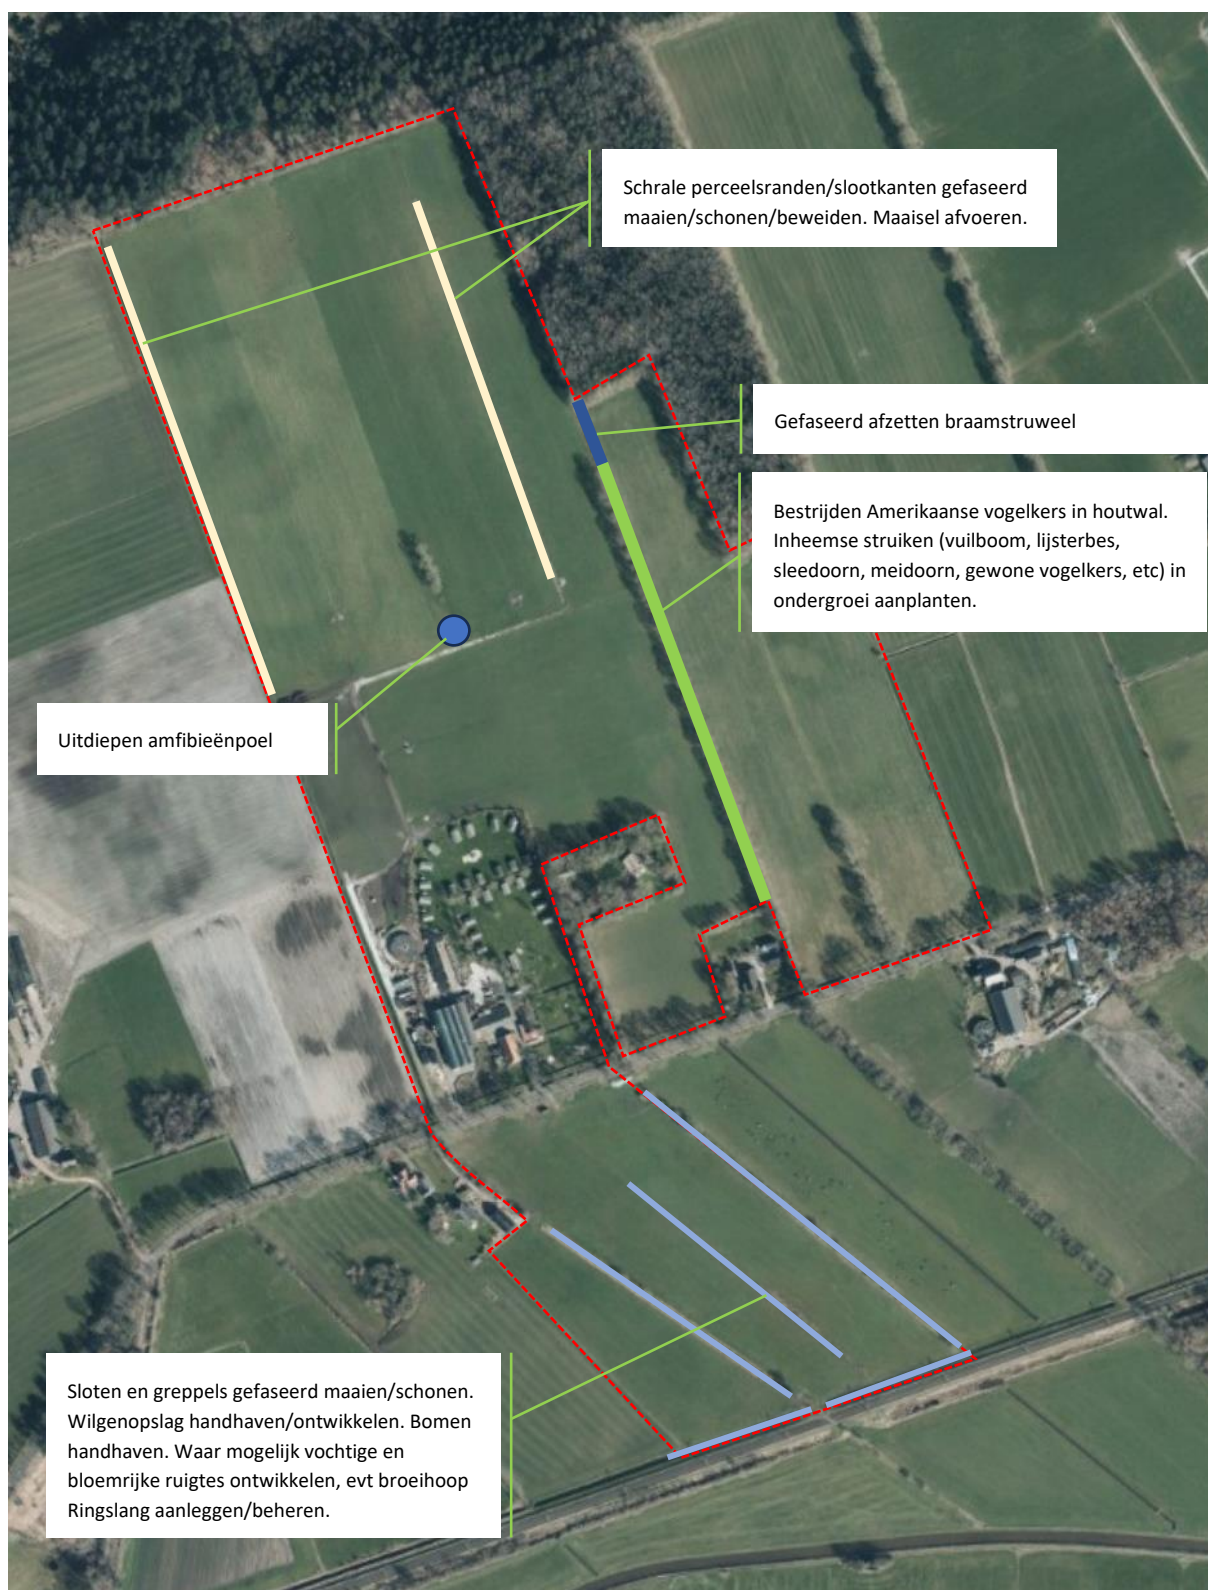 Schrale perceelsranden/slootkanten gefaseerd
maaien/schonen/beweiden. Maaisel afvoeren.
Gefaseerd afzetten braamstruweel
Bestrijden Amerikaanse vogelkers in houtwal.
Inheemse struiken (vuilboom, lijsterbes,
sleedoorn, meidoorn, gewone vogelkers, etc) in
ondergroei aanplanten.
Uitdiepen amfibieënpoel
Sloten en greppels gefaseerd maaien/schonen.
Wilgenopslag handhaven/ontwikkelen. Bomen
handhaven. Waar mogelijk vochtige en
bloemrijke ruigtes ontwikkelen, evt broeihoop
Ringslang aanleggen/beheren.